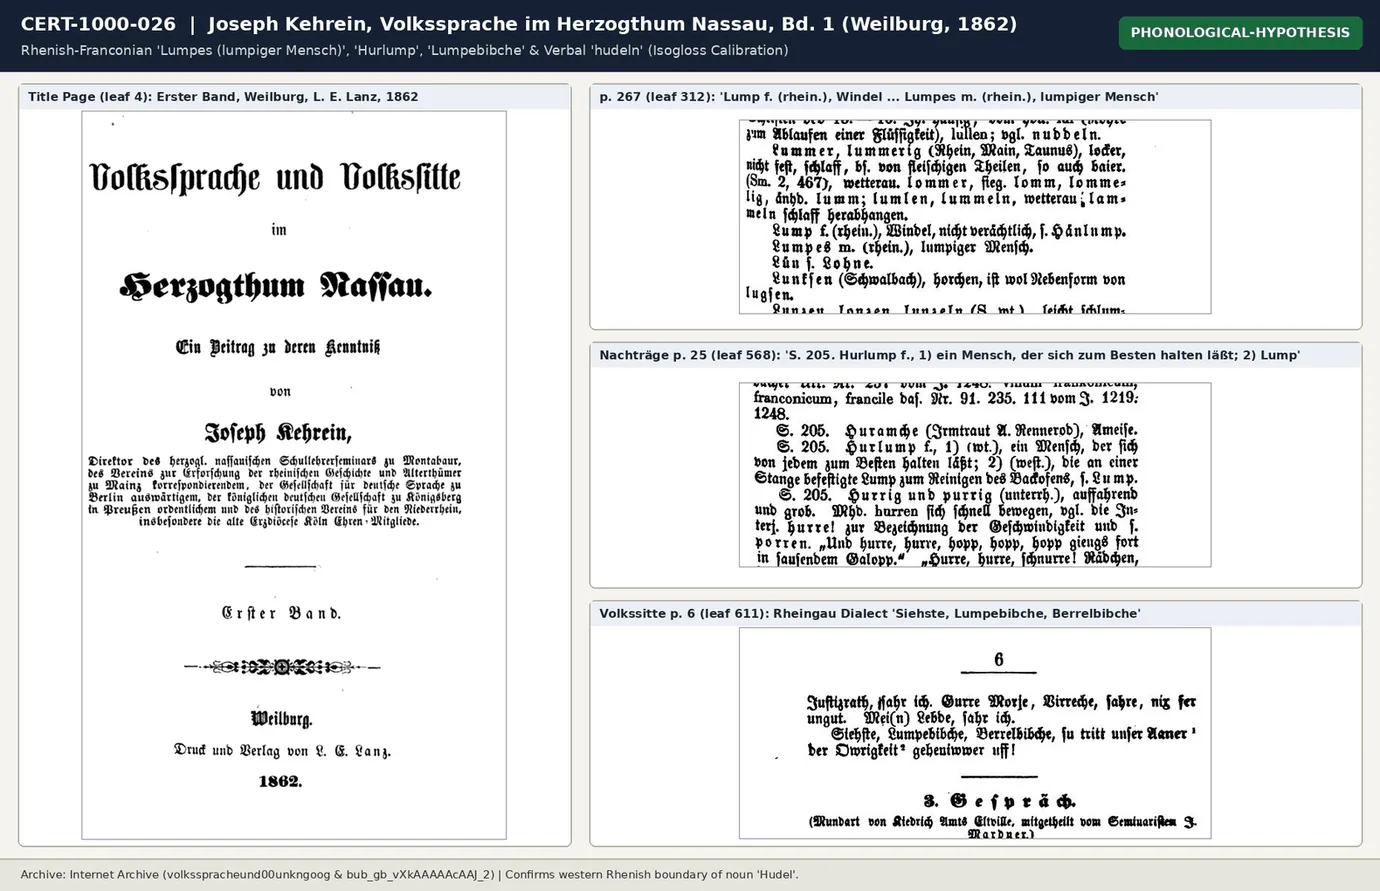 CERT-1000-026 | Joseph Kehrein, Volkssprache im Herzogthum Nassau, Bd. 1 (Weilburg, 1862)
Rhenish-Franconian 'Lumpes (lumpiger Mensch)', 'Hurlump', 'Lumpebibche' & Verbal 'hudeln' (Isogloss Calibration)
PHONOLOGICAL-HYPOTHESIS
Title Page (leaf 4): Erster Band, Weilburg, L. E. Lanz, 1862
Volksſprache und Volksſitte
im
Herzogthum Naſſau.
Ein Beitrag zu deren Kenntniß
von
Joſeph Kehrein,
Direktor des herzogl. naſſauiſchen Schullehrerſeminars zu Montabaur,
des Vereins zur Erforſchung der rheiniſchen Geſchichte und Alterthümer
zu Mainz korreſpondierendem, der Geſellſchaft für deutſche Sprache zu
Berlin auswärtigem, der königlichen deutſchen Geſellſchaft zu Königsberg
in Preußen ordentlichem und des hiſtoriſchen Vereins für den Niederrhein,
insbeſondere die alte Erzdiöceſe Köln Ehren-Mitgliede.
Erſter Band.
Weilburg.
Druck und Verlag von L. E. Lanz.
1862.
p. 267 (leaf 312): 'Lump f. (rhein.), Windel ... Lumpes m. (rhein.), lumpiger Mensch'
zum Ablaufen einer Flüſſigkeit), lullen; vgl. nubbeln.
Lummer, lummerig (Rhein, Main, Taunus), locker,
nicht feſt, ſchlaff, bſ. von fleiſchigen Theilen, ſo auch baier.
(Sm. 2, 467), wetterau. lommer, ſieg. lomm, lomme-
lig, änhd. lumm; lumlen, lummeln, wetterau; lam-
meln ſchlaff herabhangen.
Lump f. (rhein.), Windel, nicht verächtlich, ſ. Hänlump.
Lumpes m. (rhein.), lumpiger Menſch.
Lûn ſ. Lohne.
Lunkſen (Schwalbach), horchen, iſt wol Nebenform von
lugſen.
Lunzen, lonzen, lunzeln (S. wt.), leicht ſchlum-
Nachträge p. 25 (leaf 568): 'S. 205. Hurlump f., 1) ein Mensch, der sich zum Besten halten läßt; 2) Lump'
franconicum, francile daſ. Nr. 91. 235. 111 vom J. 1219:
1248.
S. 205. Huramche (Irmtraut A. Rennerod), Ameiſe.
S. 205. Hurlump f., 1) (wt.), ein Menſch, der ſich
von jedem zum Beſten halten läßt; 2) (weſt.), die an einer
Stange befeſtigte Lump zum Reinigen des Backofens, ſ. Lump.
S. 205. Hurrig und purrig (unterrh.), auffahrend
und grob. Mhd. hurren ſich ſchnell bewegen, vgl. die In-
terj. hurre! zur Bezeichnung der Geſchwindigkeit und ſ.
porren. „Und hurre, hurre, hopp, hopp, hopp giengs fort
in ſauſendem Galopp.“ „Hurre, hurre, ſchnurre! Rädchen,
Volkssitte p. 6 (leaf 611): Rheingau Dialect 'Siehste, Lumpebibche, Berrelbibche'
6
Juſtizrath, ſahr ich. Gurre Morje, Birreche, ſahre, nix fer
ungut. Mei(n) Lebbe, ſahr ich.
Siehſte, Lumpebibche, Berrelbibche, ſu tritt unſer Aaner ¹
der Owrigkeit ² geheniwwer uff!
3. Geſpräch.
(Mundart von Kiedrich Amts Eltville, mitgetheilt vom Seminariſten J.
Mardner.)
Archive: Internet Archive (volksspracheund00unkngoog & bub_gb_vXkAAAAAcAAJ_2) | Confirms western Rhenish boundary of noun 'Hudel'.